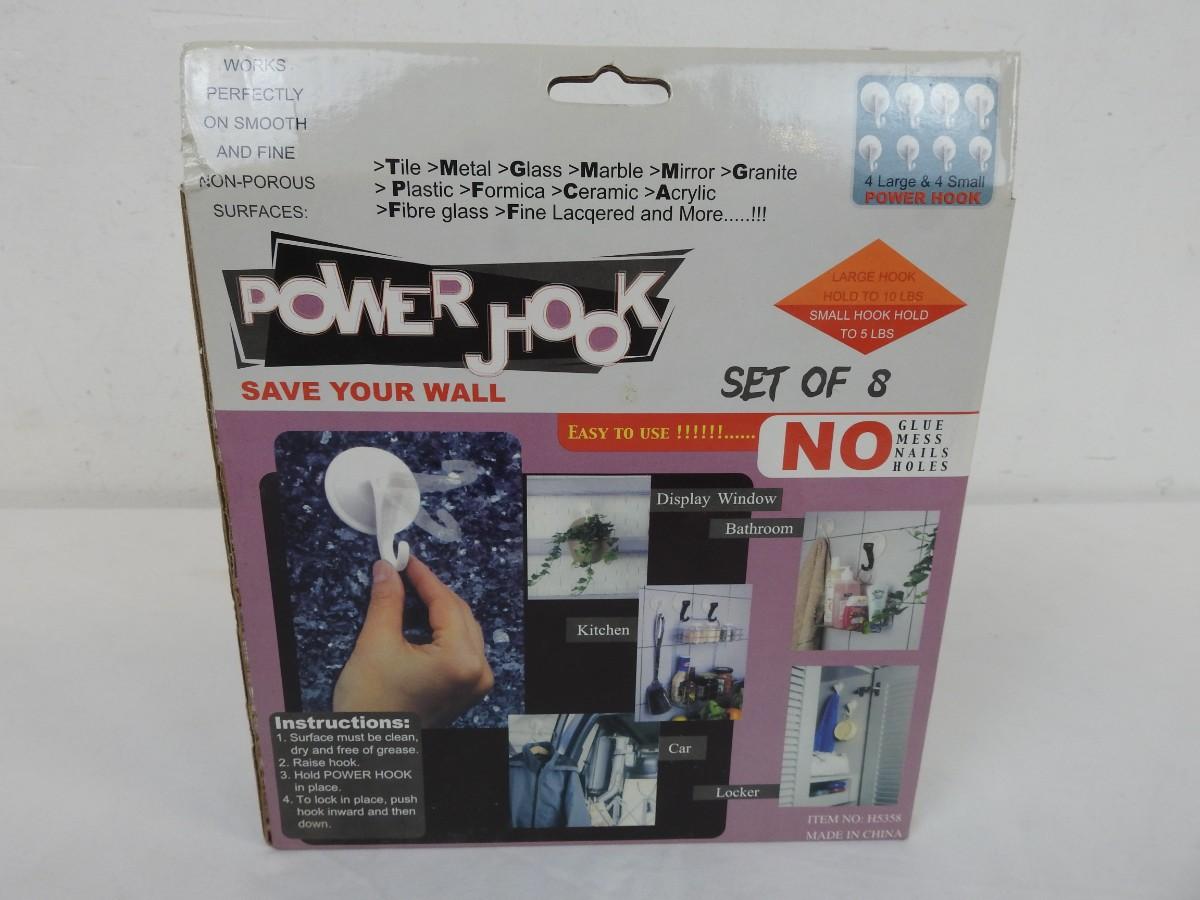 WORKS
PERFECTLY
ON SMOOTH
AND FINE
NON-POROUS
SURFACES:
>Tile >Metal >Glass >Marble >Mirror >Granite
> Plastic >Formica >Ceramic >Acrylic
>Fibre glass >Fine Lacqered and More.....!!!
4 Large & 4 Small
POWER HOOK
POWER HOOK
SAVE YOUR WALL
LARGE HOOK
HOLD TO 10 LBS
SMALL HOOK HOLD
TO 5 LBS
SET OF 8
EASY TO USE !!!!!!......
NO
GLUE
MESS
NAILS
HOLES
Display Window
Bathroom
Kitchen
Car
Locker
Instructions:
1. Surface must be clean,
dry and free of grease.
2. Raise hook.
3. Hold POWER HOOK
in place.
4. To lock in place, push
hook inward and then
down.
ITEM NO: H5358
MADE IN CHINA